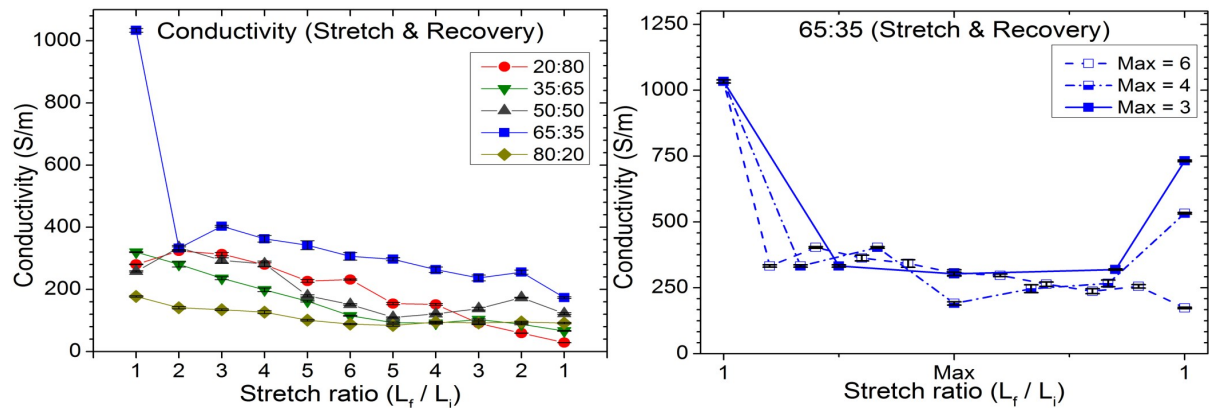 Conductivity (Stretch & Recovery)
Conductivity (S/m)
1000
800
600
400
200
0
20:80
35:65
50:50
65:35
80:20
1 2 3 4 5 6 5 4 3 2 1
Stretch ratio (Lf / Li)
65:35 (Stretch & Recovery)
Conductivity (S/m)
1250
1000
750
500
250
0
Max = 6
Max = 4
Max = 3
1 Max 1
Stretch ratio (Lf / Li)